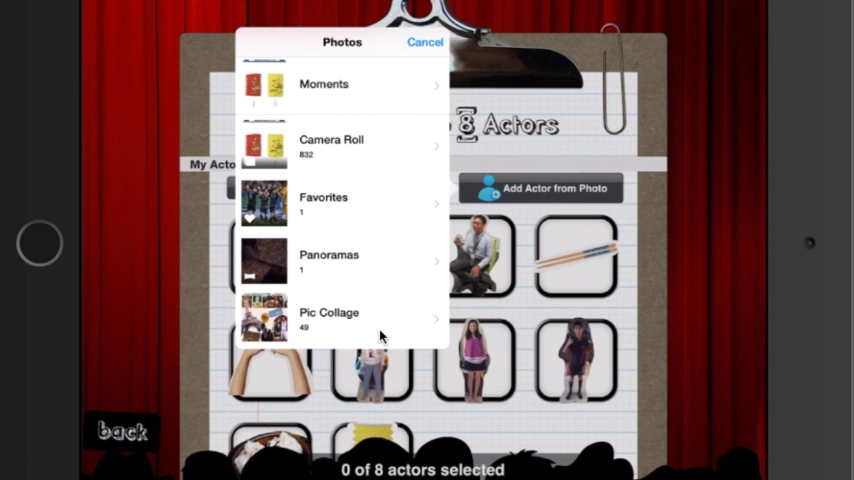 Photos
Cancel
Moments
8 Actors
Camera Roll
832
My Acto
Add Actor from Photo
Favorites
1
Panoramas
1
Pic Collage
49
back
0 of 8 actors selected